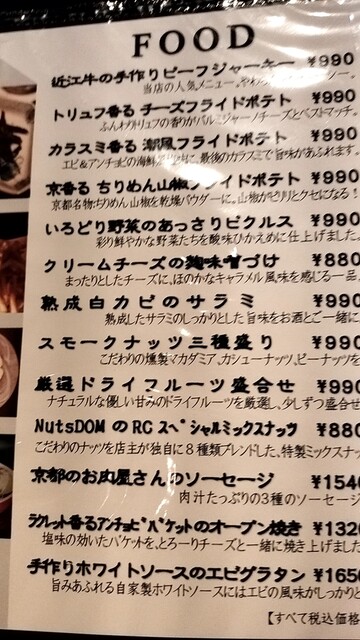 FOOD
近江牛の手作りビーフジャーキー ¥990
当店の人気メニュー。やわ
トリュフ香る チーズフライドポテト ¥990
ふんわりトリュフの香りがパルミジャーノチーズとベストマッチ。
カラスミ香る 潮風フライドポテト ¥990
エビ&アンチョビの海鮮 最後のカラスミで旨味があふれます。
京香る ちりめん山椒フライドポテト ¥990
京都名物ちりめん山椒を乾燥パウダーに。山椒がピリリとクセになる!
いろどり野菜のあっさりピクルス ¥990
彩り鮮やかな野菜たちを酸味ひかえめに仕上げました。
クリームチーズの麹味噌づけ ¥880
まったりとしたチーズに、ほのかなキャラメル風味を感じる一品
熟成白カビのサラミ ¥990
熟成したサラミのしっかりとした旨味をお酒とご一緒に
スモークナッツ三種盛り ¥990
こだわりの燻製マカダミア、カシューナッツ、ピーナッツを
厳選ドライフルーツ盛合せ ¥990
ナチュラルな優しい甘みのドライフルーツを厳選、少しずつ盛合せ
NutsDOMのRCスペシャルミックスナッツ ¥880
こだわりのナッツを店主が独自に8種類ブレンドした、特製ミックスナッ
京都のお肉屋さんのソーセージ ¥1540
肉汁たっぷりの3種のソーセージ
ラクレット香るアンチョビバケットのオープン焼き ¥1320
塩味の効いたバケットを、とろーりチーズと一緒に焼き上げました
手作りホワイトソースのエビグラタン ¥1650
旨みあふれる自家製ホワイトソースにはエビの風味がしっかりと
【すべて税込価格